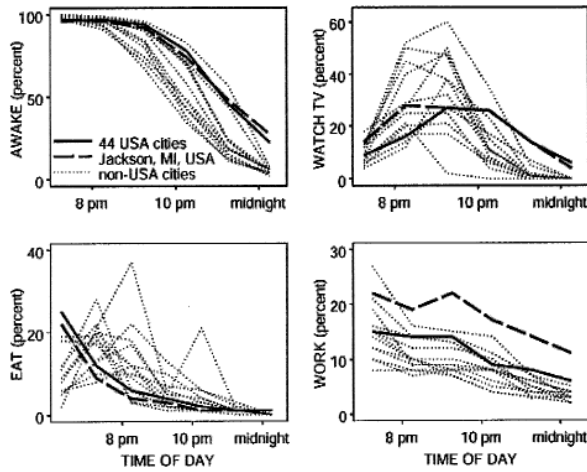 AWAKE (percent)
100
50
0
44 USA cities
Jackson, MI, USA
non-USA cities
8 pm 10 pm midnight
WATCH TV (percent)
60
40
20
0
8 pm 10 pm midnight
EAT (percent)
40
20
0
8 pm 10 pm midnight
TIME OF DAY
WORK (percent)
30
20
10
0
8 pm 10 pm midnight
TIME OF DAY